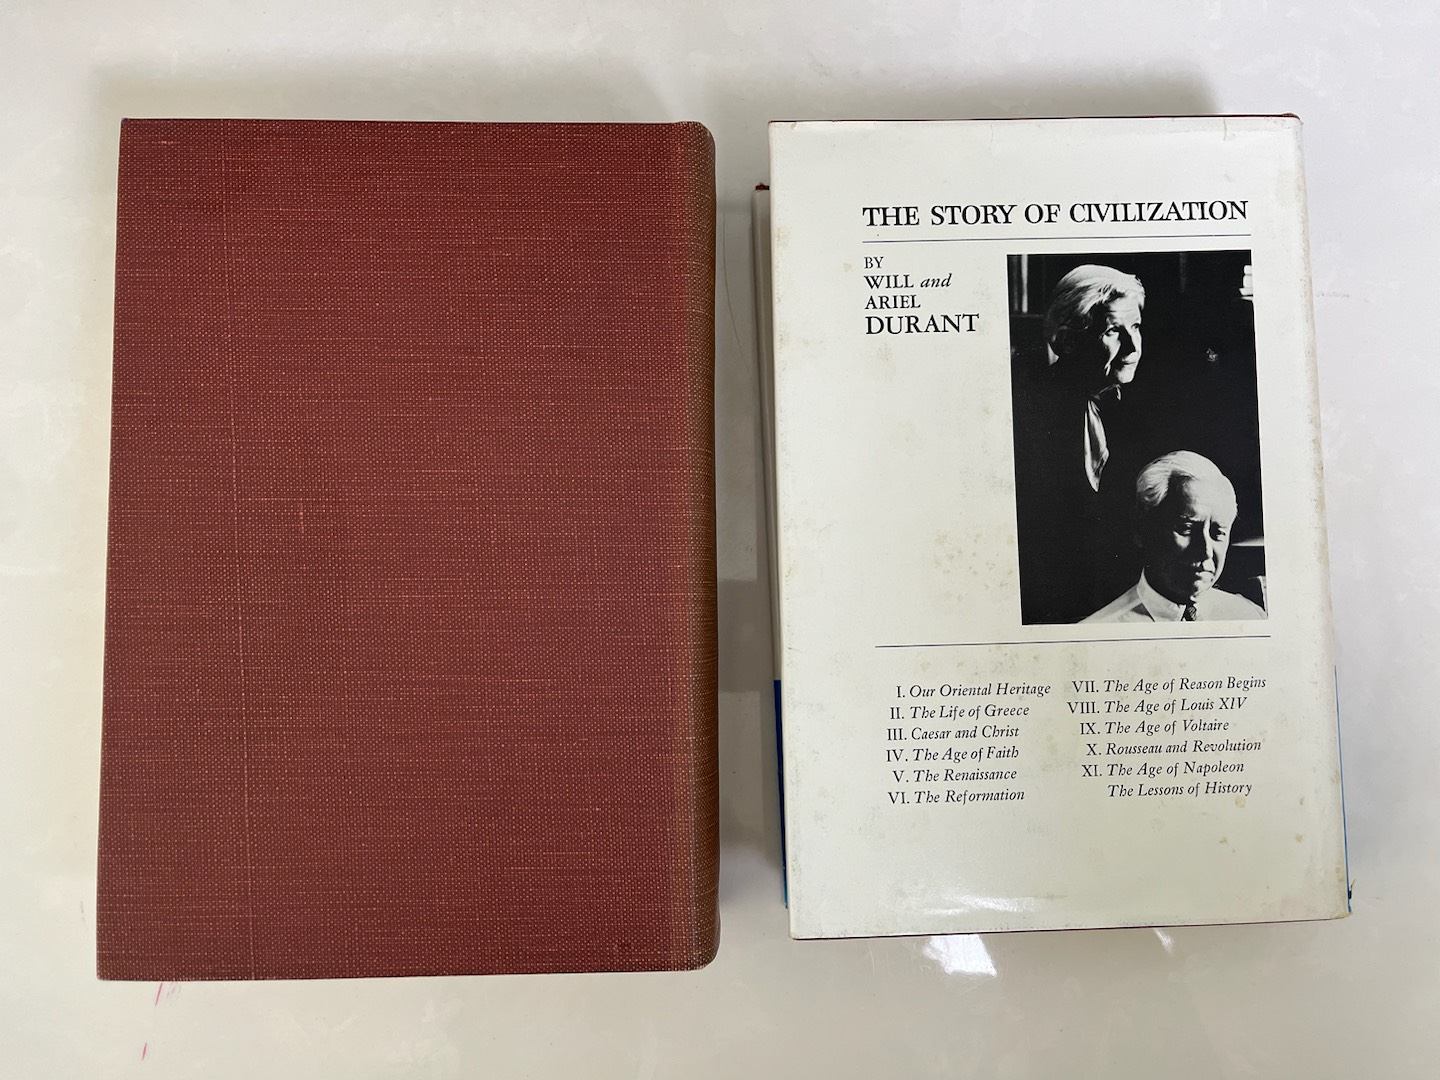 THE STORY OF CIVILIZATION
BY
WILL and
ARIEL
DURANT
I. Our Oriental Heritage
II. The Life of Greece
III. Caesar and Christ
IV. The Age of Faith
V. The Renaissance
VI. The Reformation
VII. The Age of Reason Begins
VIII. The Age of Louis XIV
IX. The Age of Voltaire
X. Rousseau and Revolution
XI. The Age of Napoleon
The Lessons of History